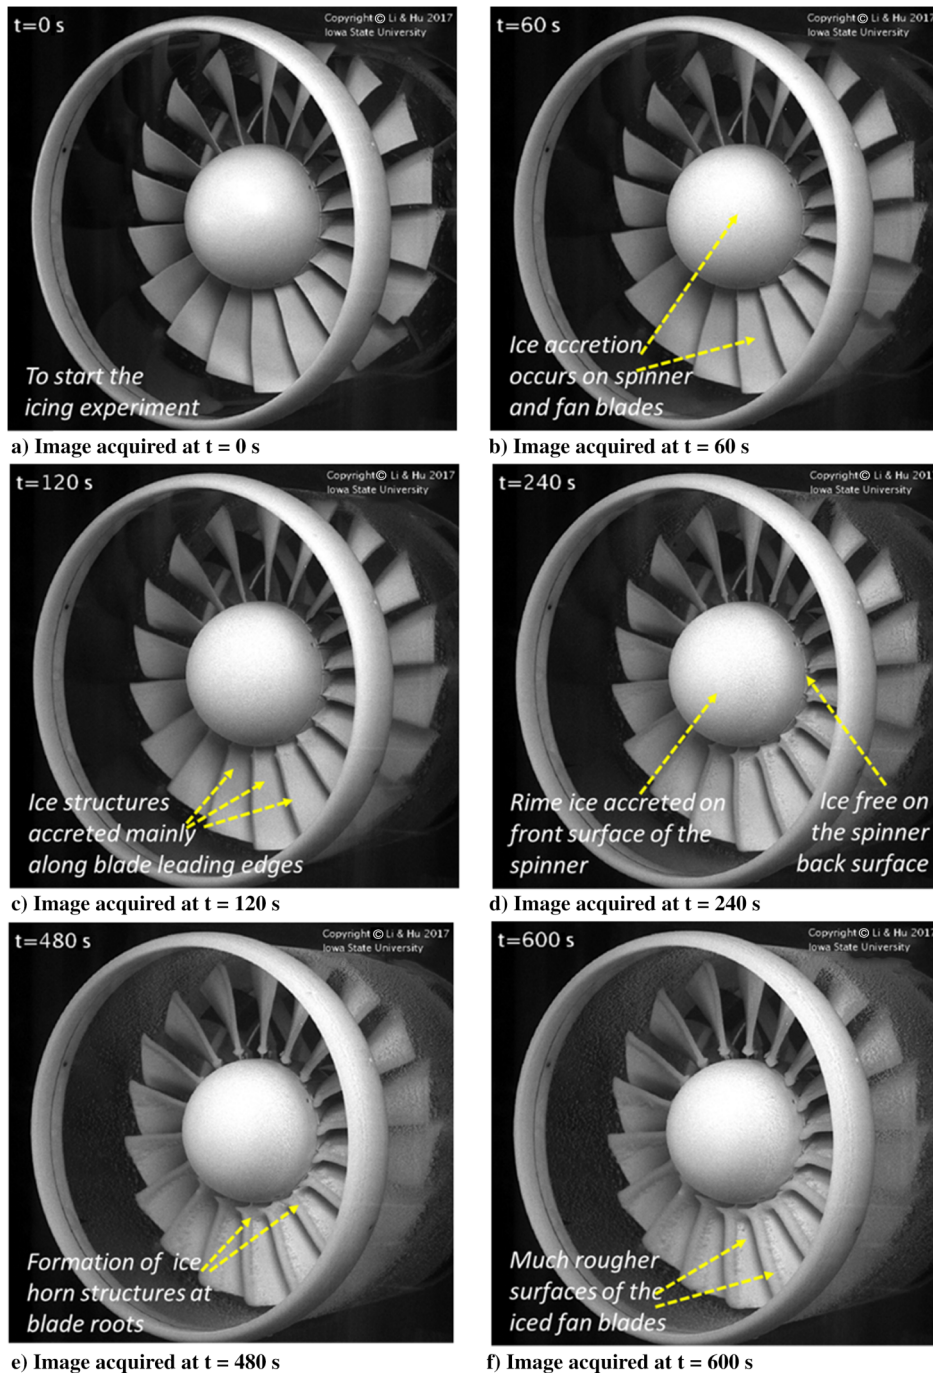 t=0 s
Copyright © Li & Hu 2017
Iowa State University
To start the
icing experiment
a) Image acquired at t = 0 s
t=60 s
Copyright © Li & Hu 2017
Iowa State University
Ice accretion
occurs on spinner
and fan blades
b) Image acquired at t = 60 s
t=120 s
Copyright © Li & Hu 2017
Iowa State University
Ice structures
accreted mainly
along blade leading edges
c) Image acquired at t = 120 s
t=240 s
Copyright © Li & Hu 2017
Iowa State University
Rime ice accreted on
front surface of the
spinner
Ice free on
the spinner
back surface
d) Image acquired at t = 240 s
t=480 s
Copyright © Li & Hu 2017
Iowa State University
Formation of ice
horn structures at
blade roots
e) Image acquired at t = 480 s
t=600 s
Copyright © Li & Hu 2017
Iowa State University
Much rougher
surfaces of the
iced fan blades
f) Image acquired at t = 600 s